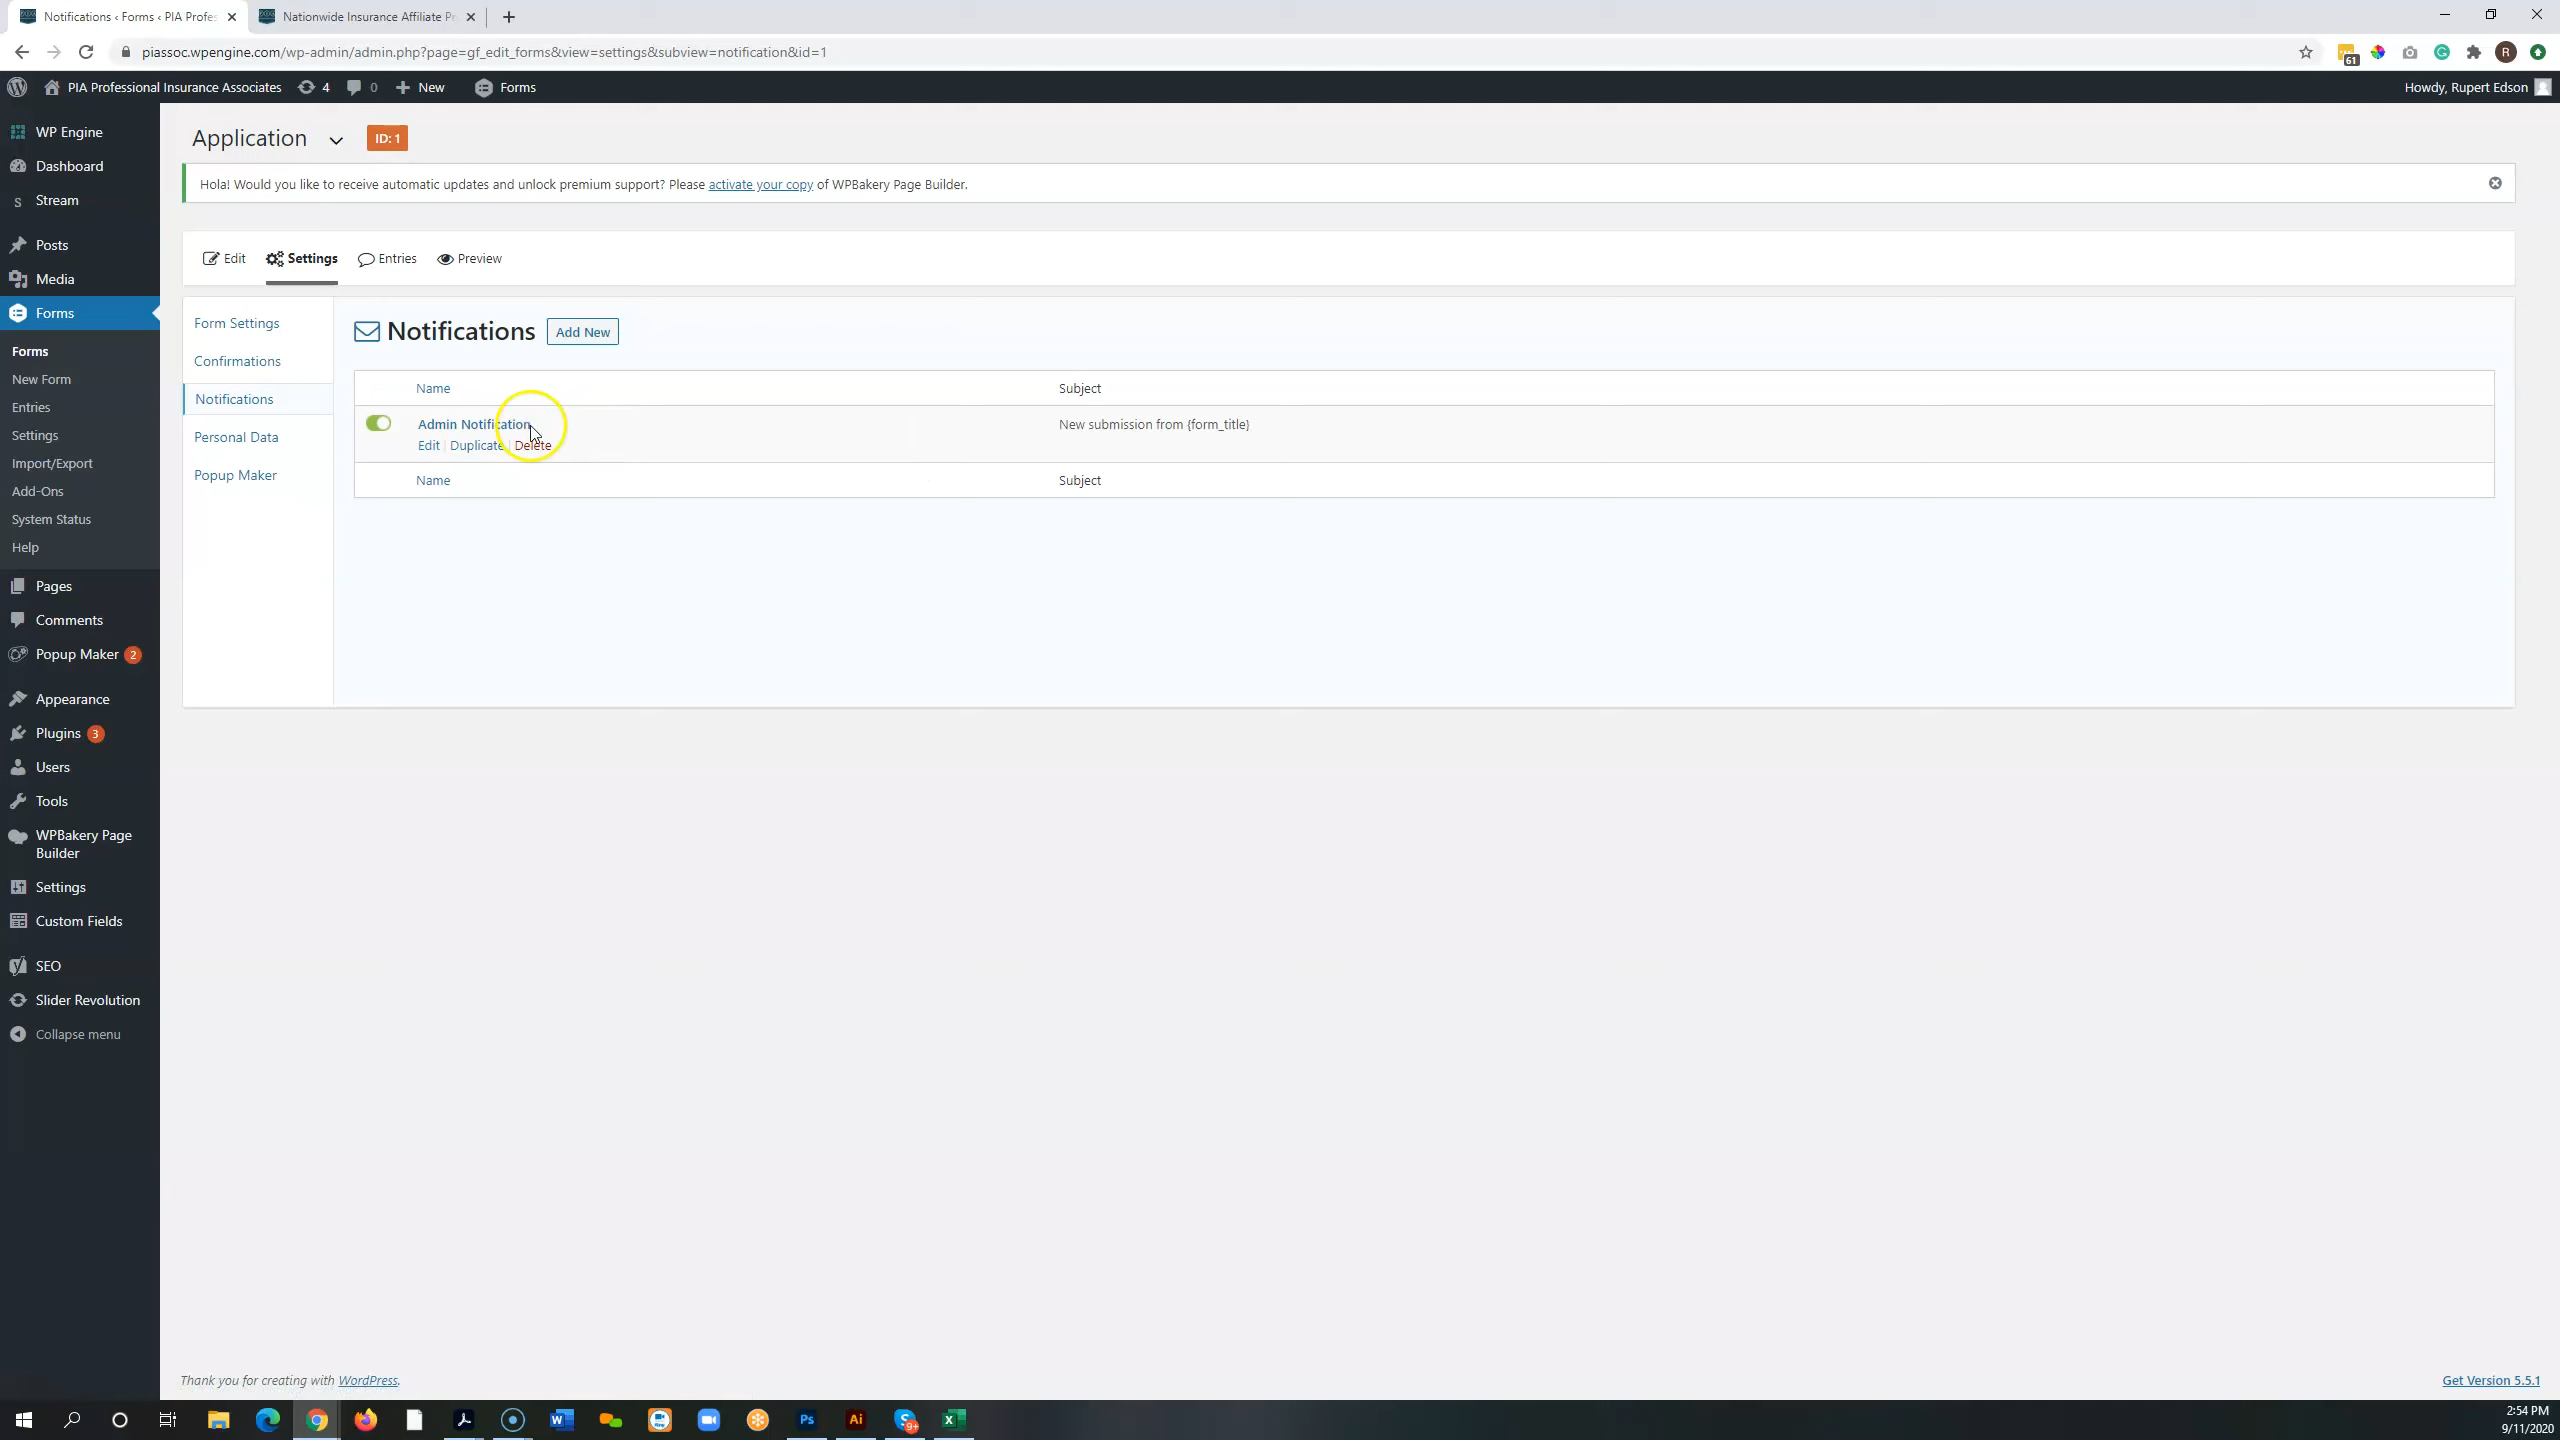 Notifications ‹ Forms ‹ PIA Profes
Nationwide Insurance Affiliate Pr
piassoc.wpengine.com/wp-admin/admin.php?page=gf_edit_forms&view=settings&subview=notification&id=1
61
R
PIA Professional Insurance Associates
4
0
New
Forms
Howdy, Rupert Edson
WP Engine
Dashboard
Stream
Posts
Media
Forms
Forms
New Form
Entries
Settings
Import/Export
Add-Ons
System Status
Help
Pages
Comments
Popup Maker 2
Appearance
Plugins 3
Users
Tools
WPBakery Page
Builder
Settings
Custom Fields
SEO
Slider Revolution
Collapse menu
Application
ID: 1
Hola! Would you like to receive automatic updates and unlock premium support? Please activate your copy of WPBakery Page Builder.
Edit
Settings
Entries
Preview
Form Settings
Confirmations
Notifications
Personal Data
Popup Maker
Notifications
Add New
Name
Subject
Admin Notification
New submission from {form_title}
Edit | Duplicate | Delete
Name
Subject
Thank you for creating with WordPress.
Get Version 5.5.1
2:54 PM
9/11/2020